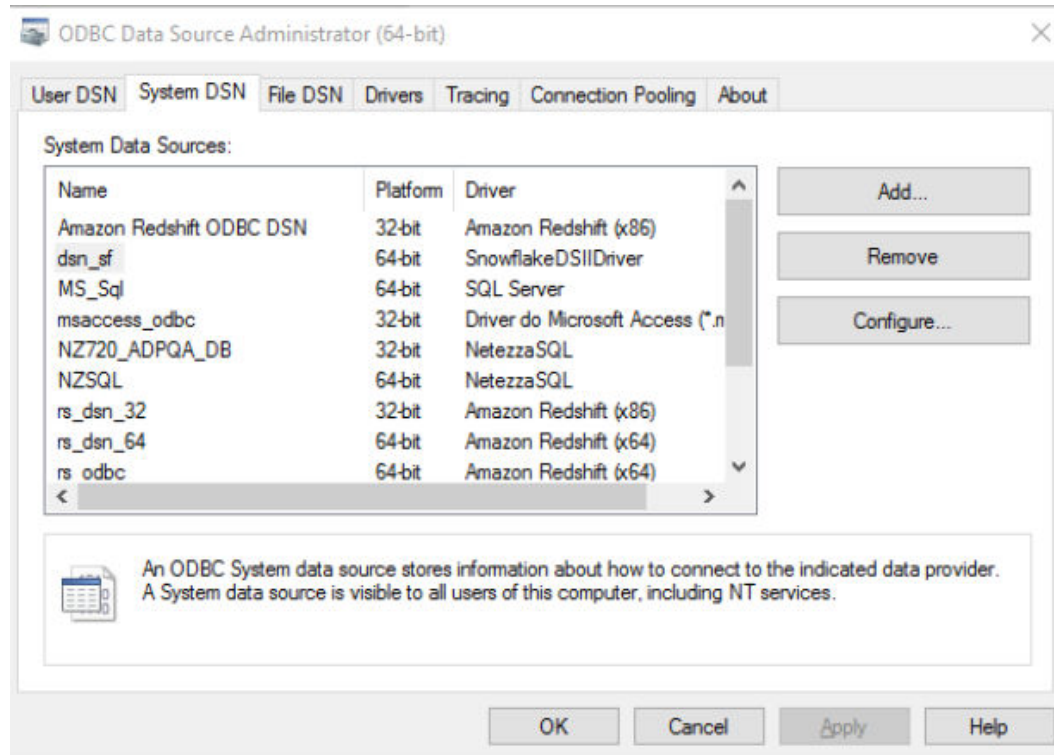 ODBC Data Source Administrator (64-bit)
User DSN System DSN File DSN Drivers Tracing Connection Pooling About
System Data Sources:
Name Platform Driver
Amazon Redshift ODBC DSN 32-bit Amazon Redshift (x86)
dsn_sf 64-bit SnowflakeDSIIDriver
MS_Sql 64-bit SQL Server
msaccess_odbc 32-bit Driver do Microsoft Access (*.m
NZ720_ADPQA_DB 32-bit NetezzaSQL
NZSQL 64-bit NetezzaSQL
rs_dsn_32 32-bit Amazon Redshift (x86)
rs_dsn_64 64-bit Amazon Redshift (x64)
rs_odbc 64-bit Amazon Redshift (x64)
Add...
Remove
Configure...
An ODBC System data source stores information about how to connect to the indicated data provider.
A System data source is visible to all users of this computer, including NT services.
OK Cancel Apply Help